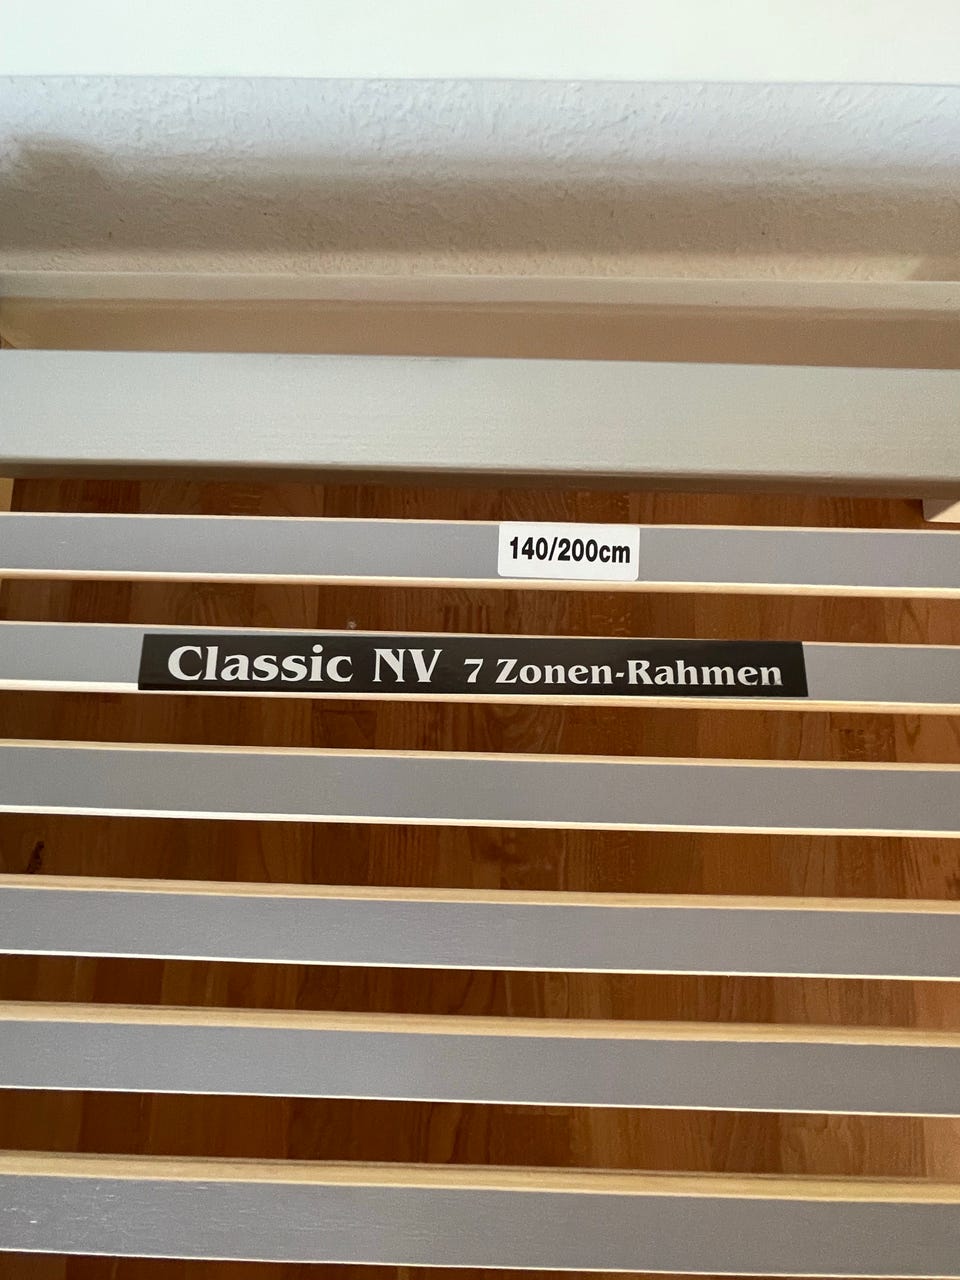 140/200cm
Classic NV 7 Zonen-Rahmen